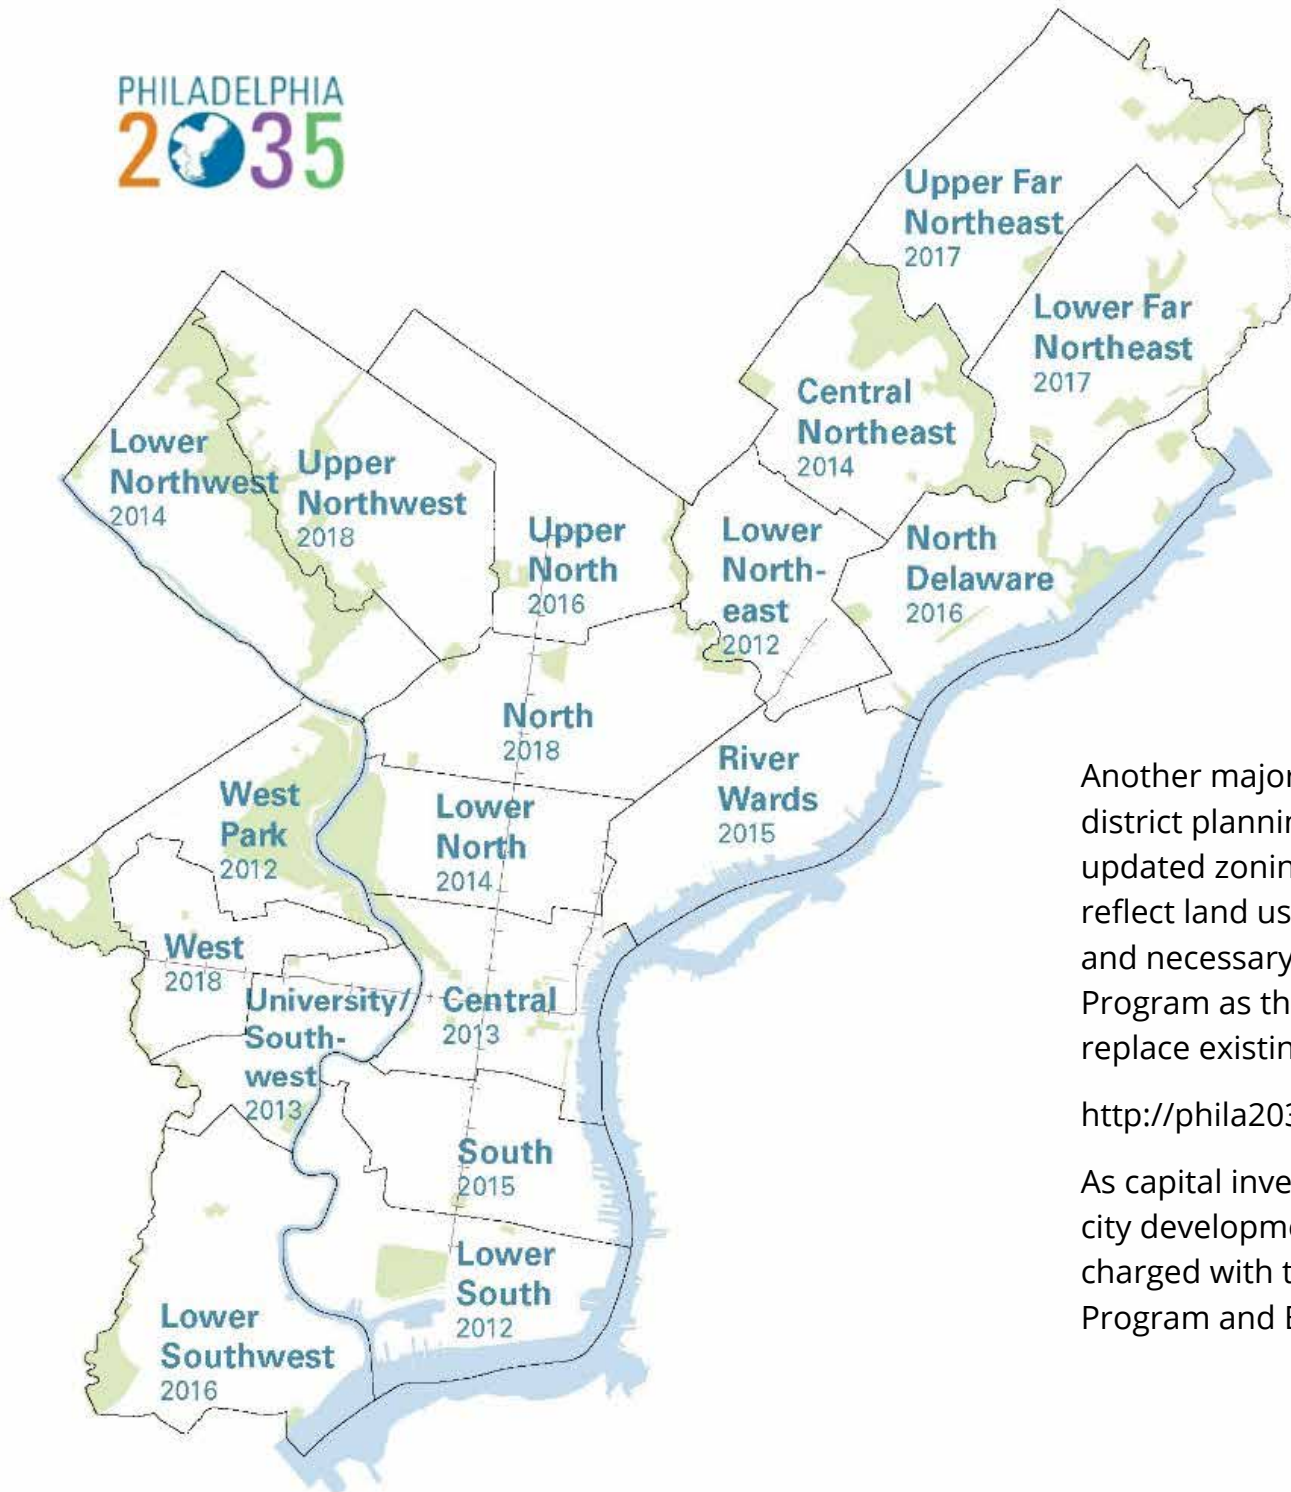 PHILADELPHIA
2035
Upper Far
Northeast
2017
Lower Far
Northeast
2017
Central
Northeast
2014
Lower
Northwest
2014
Upper
Northwest
2018
Upper
North
2016
Lower
North-
east
2012
North
Delaware
2016
North
2018
River
Wards
2015
West
Park
2012
Lower
North
2014
West
2018
University/
South-
west
2013
Central
2013
South
2015
Lower
South
2012
Lower
Southwest
2016
Another major
district plannin
updated zonin
reflect land us
and necessary
Program as th
replace existin
http://phila203
As capital inve
city developme
charged with t
Program and